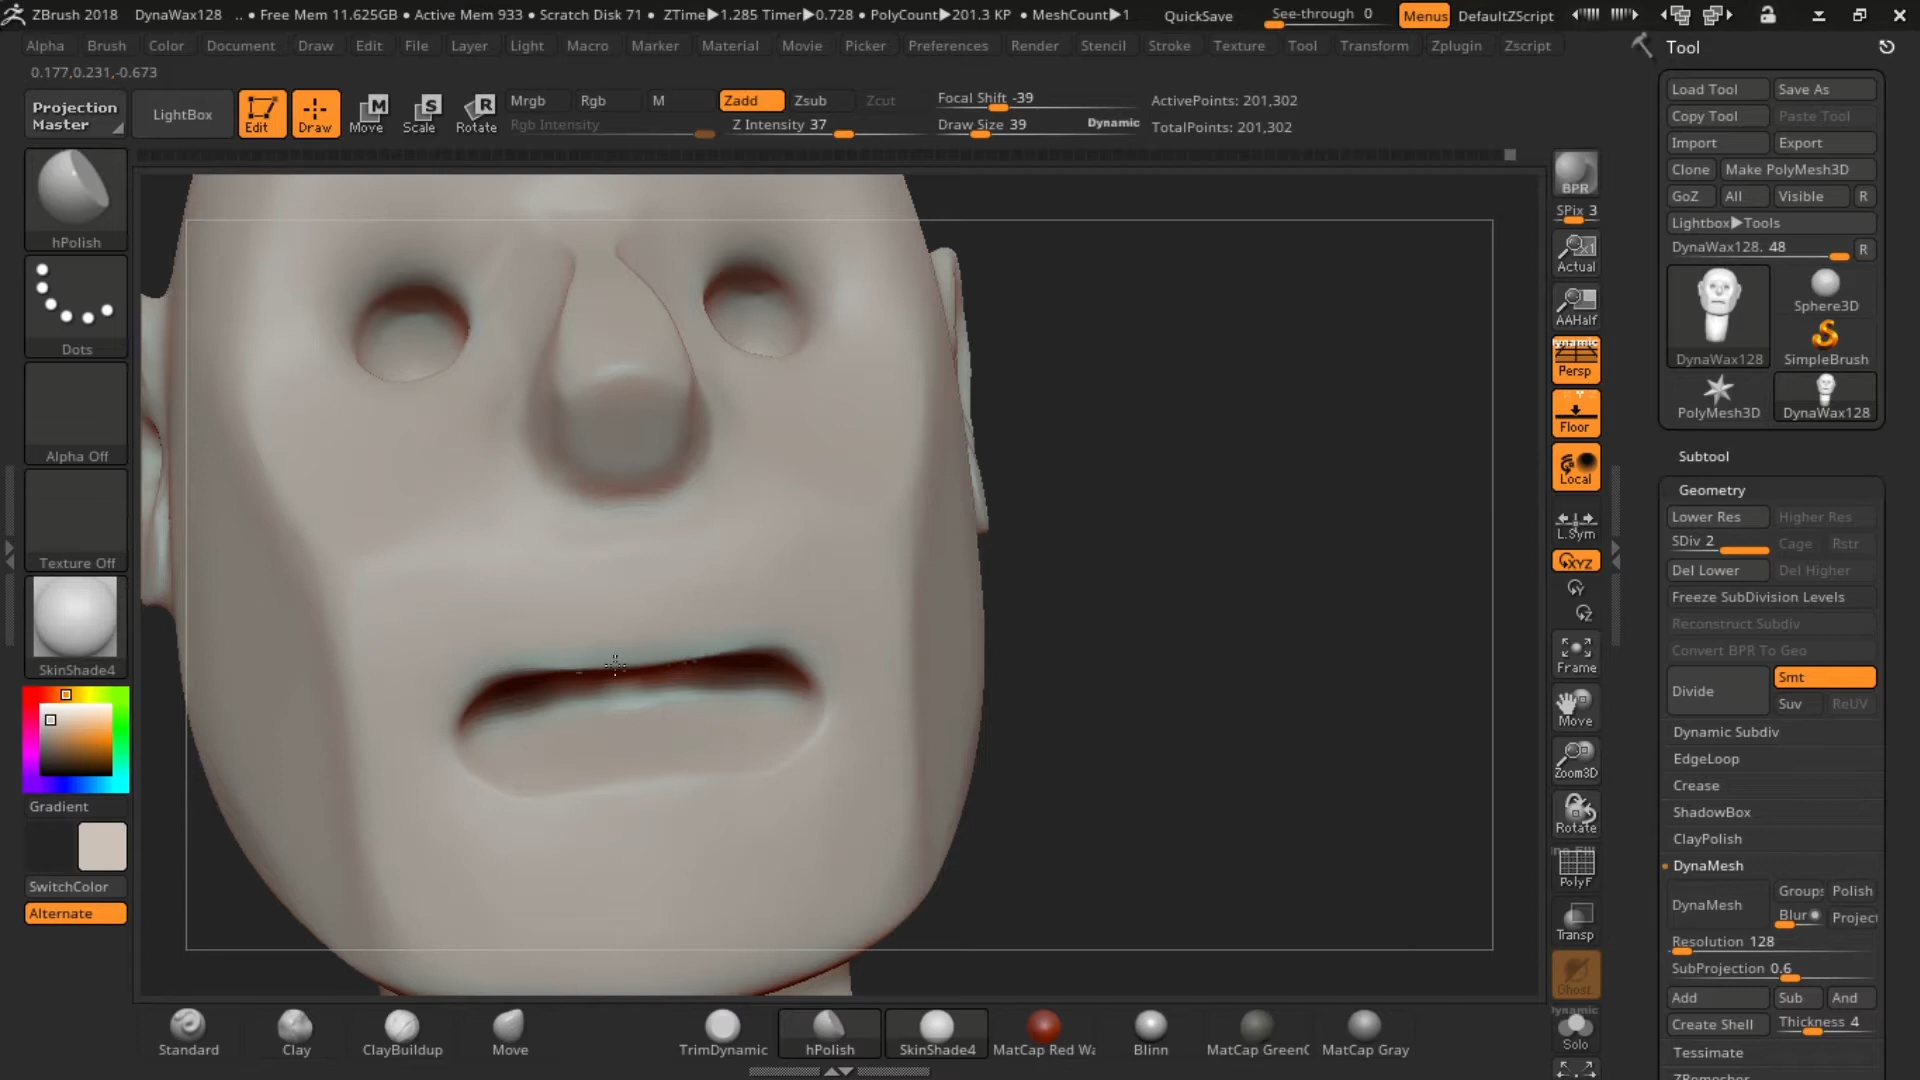 ZBrush 2018 DynaWax128 .. • Free Mem 11.625GB • Active Mem 933 • Scratch Disk 71 • ZTime▶1.285 Timer▶0.728 • PolyCount▶201.3 KP • MeshCount▶1 QuickSave See-through 0 Menus DefaultZScript
Alpha Brush Color Document Draw Edit File Layer Light Macro Marker Material Movie Picker Preferences Render Stencil Stroke Texture Tool Transform Zplugin Zscript
Tool
0.177,0.231,-0.673
Projection Master
LightBox
Edit Draw Move Scale Rotate
Mrgb Rgb M Zadd Zsub Zcut
Rgb Intensity Z Intensity 37
Focal Shift -39
Draw Size 39 Dynamic
ActivePoints: 201,302
TotalPoints: 201,302
Load Tool Save As
Copy Tool Paste Tool
Import Export
Clone Make PolyMesh3D
GoZ All Visible R
Lightbox▶Tools
DynaWax128. 48 R
DynaWax128 Sphere3D
SimpleBrush
PolyMesh3D DynaWax128
Subtool
Geometry
Lower Res Higher Res
SDiv 2 Cage Rstr
Del Lower Del Higher
Freeze SubDivision Levels
Reconstruct Subdiv
Convert BPR To Geo
Divide Smt
Suv ReUV
Dynamic Subdiv
EdgeLoop
Crease
ShadowBox
ClayPolish
DynaMesh
DynaMesh Groups Polish
Blur Project
Resolution 128
SubProjection 0.6
Add Sub And
Create Shell Thickness 4
Tessimate
hPolish
Dots
Alpha Off
Texture Off
SkinShade4
Gradient
SwitchColor
Alternate
BPR
SPix 3
Actual
AAHalf
Persp
Floor
Local
L.Sym
XYZ
Y
Z
Frame
Move
Zoom3D
Rotate
PolyF
Transp
Ghost
Dynamic
Solo
Standard Clay ClayBuildup Move TrimDynamic hPolish SkinShade4 MatCap Red Wa Blinn MatCap GreenC MatCap Gray